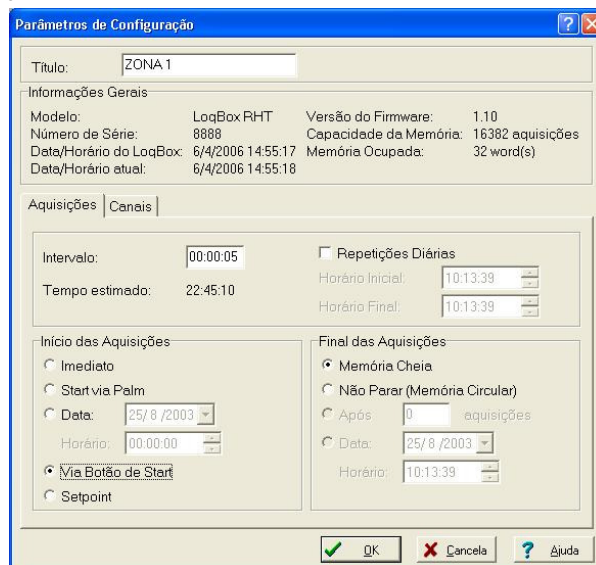 Parâmetros de Configuração
Título: ZONA 1
Informações Gerais
Modelo: LogBox RHT Versão do Firmware: 1.10
Número de Série: 8888 Capacidade da Memória: 16382 aquisições
Data/Horário do LogBox: 6/4/2006 14:55:17 Memória Ocupada: 32 word(s)
Data/Horário atual: 6/4/2006 14:55:18
Aquisições Canais
Intervalo: 00:00:05 Repetições Diárias
Horário Inicial: 10:13:39
Tempo estimado: 22:45:10
Horário Final: 10:13:39
Início das Aquisições
Imediato
Start via Palm
Data: 25/ 8 /2003
Horário: 00:00:00
Via Botão de Start
Setpoint
Final das Aquisições
Memória Cheia
Não Parar (Memória Circular)
Após 0 aquisições
Data: 25/ 8 /2003
Horário: 10:13:39
OK Cancela ? Ajuda